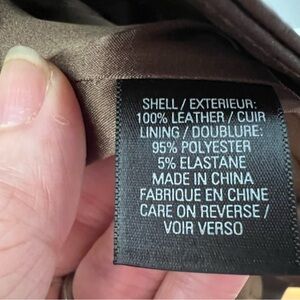 SHELL / EXTERIEUR:
100% LEATHER / CUIR
LINING / DOUBLURE:
95% POLYESTER
5% ELASTANE
MADE IN CHINA
FABRIQUE EN CHINE
CARE ON REVERSE /
VOIR VERSO